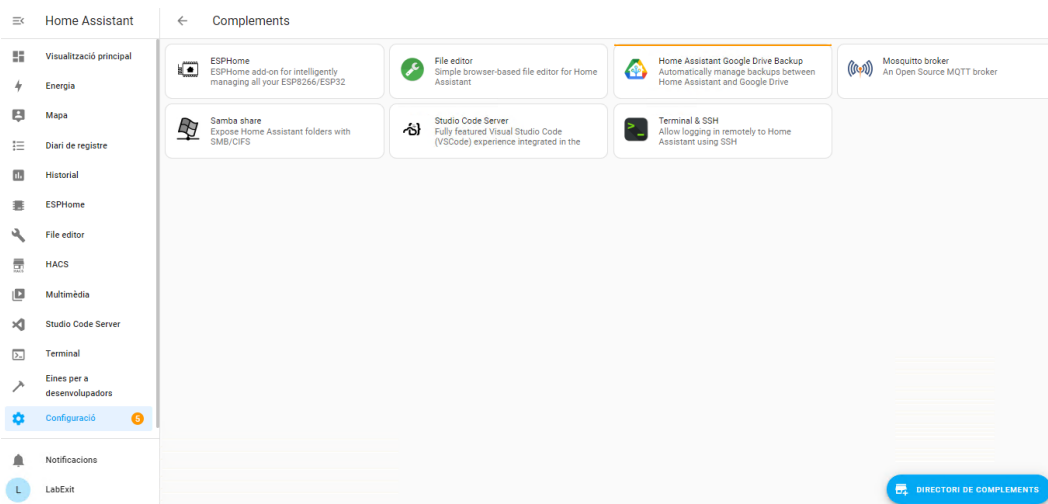 Home Assistant
Complements
Visualització principal
Energia
Mapa
Diari de registre
Historial
ESPHome
File editor
HACS
Multimèdia
Studio Code Server
Terminal
Eines per a
desenvolupadors
Configuració
5
Notificacions
L
LabExit
ESPHome
ESPHome add-on for intelligently
managing all your ESP8266/ESP32
File editor
Simple browser-based file editor for Home
Assistant
Home Assistant Google Drive Backup
Automatically manage backups between
Home Assistant and Google Drive
Mosquitto broker
An Open Source MQTT broker
Samba share
Expose Home Assistant folders with
SMB/CIFS
Studio Code Server
Fully featured Visual Studio Code
(VSCode) experience integrated in the
Terminal & SSH
Allow logging in remotely to Home
Assistant using SSH
DIRECTORI DE COMPLEMENTS